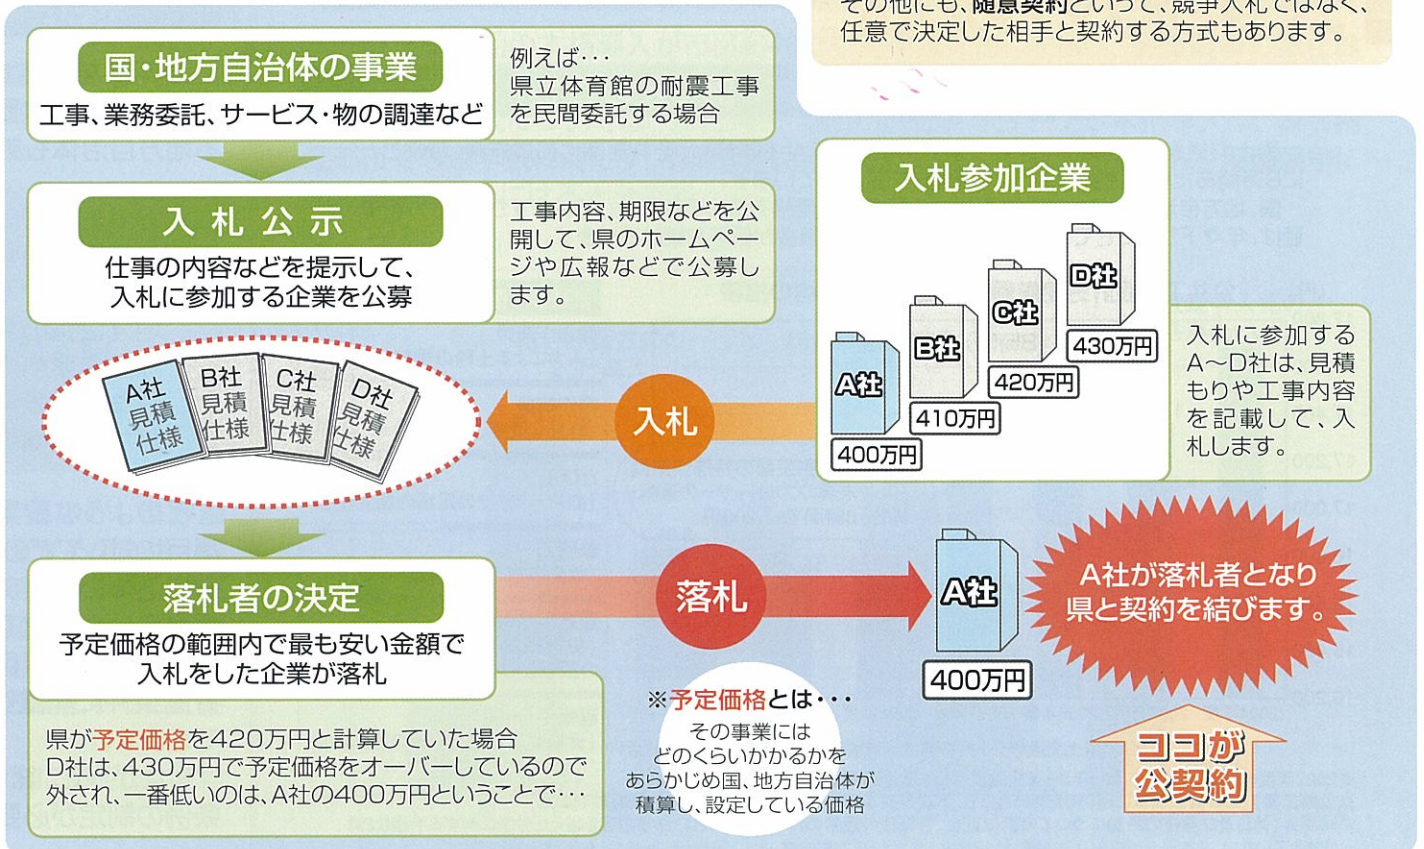 その他にも、随意契約といって、競争入札ではなく、
任意で決定した相手と契約する方式もあります。
国・地方自治体の事業
工事、業務委託、サービス・物の調達など
例えば・・・
県立体育館の耐震工事
を民間委託する場合
入札公示
仕事の内容などを提示して、
入札に参加する企業を公募
工事内容、期限などを公
開して、県のホームペー
ジや広報などで公募し
ます。
入札参加企業
A社
400万円
B社
410万円
C社
420万円
D社
430万円
入札に参加する
A〜D社は、見積
もりや工事内容
を記載して、入
札します。
入札
A社
見積
仕様
B社
見積
仕様
C社
見積
仕様
D社
見積
仕様
落札者の決定
予定価格の範囲内で最も安い金額で
入札をした企業が落札
県が予定価格を420万円と計算していた場合
D社は、430万円で予定価格をオーバーしているので
外され、一番低いのは、A社の400万円ということで・・・
落札
※予定価格とは・・・
その事業には
どのくらいかかるかを
あらかじめ国、地方自治体が
積算し、設定している価格
A社
400万円
A社が落札者となり
県と契約を結びます。
ココが
公契約